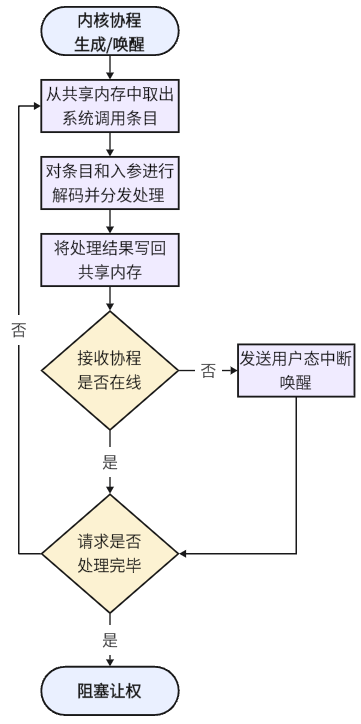 内核协程
生成/唤醒
从共享内存中取出
系统调用条目
对条目和入参进行
解码并分发处理
将处理结果写回
共享内存
否
接收协程
是否在线
否
发送用户态中断
唤醒
是
请求是否
处理完毕
是
阻塞让权